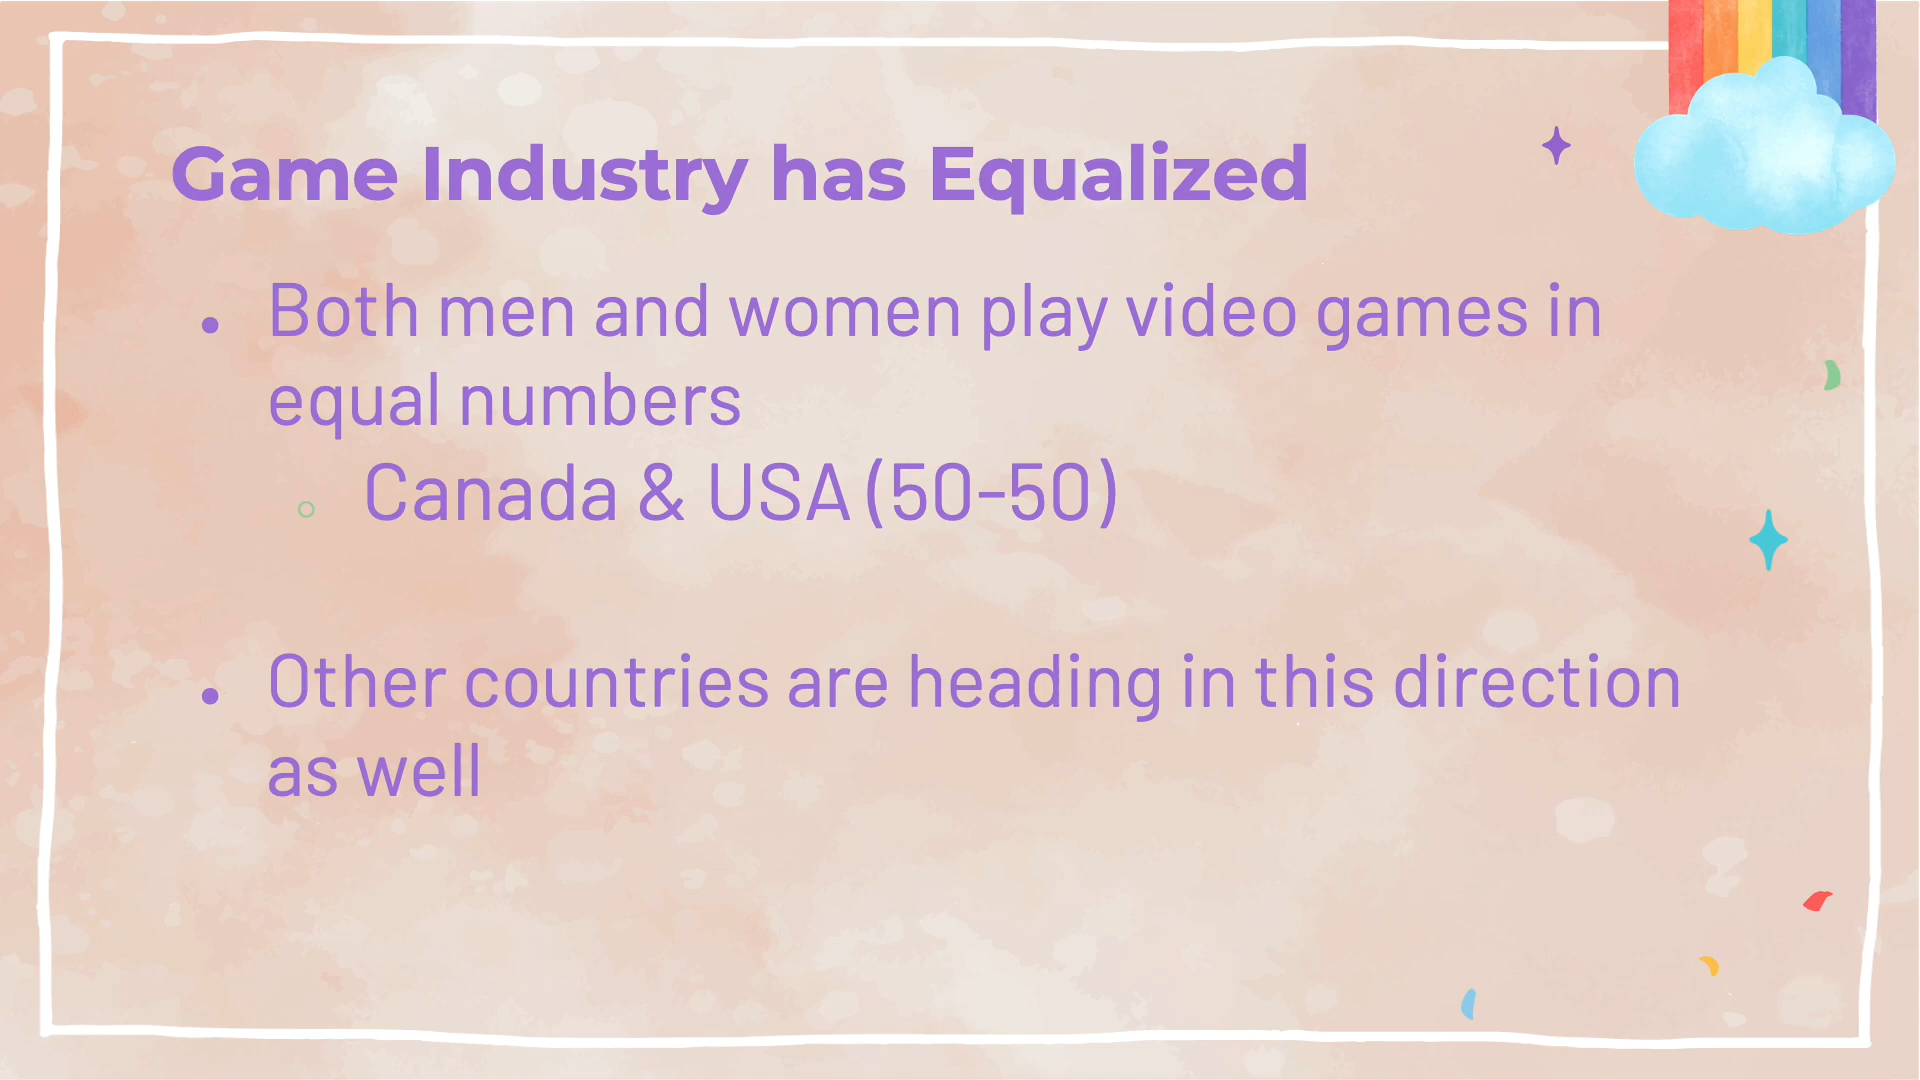 Game Industry has Equalized
• Both men and women play video games in
equal numbers
○ Canada & USA (50-50)
• Other countries are heading in this direction
as well